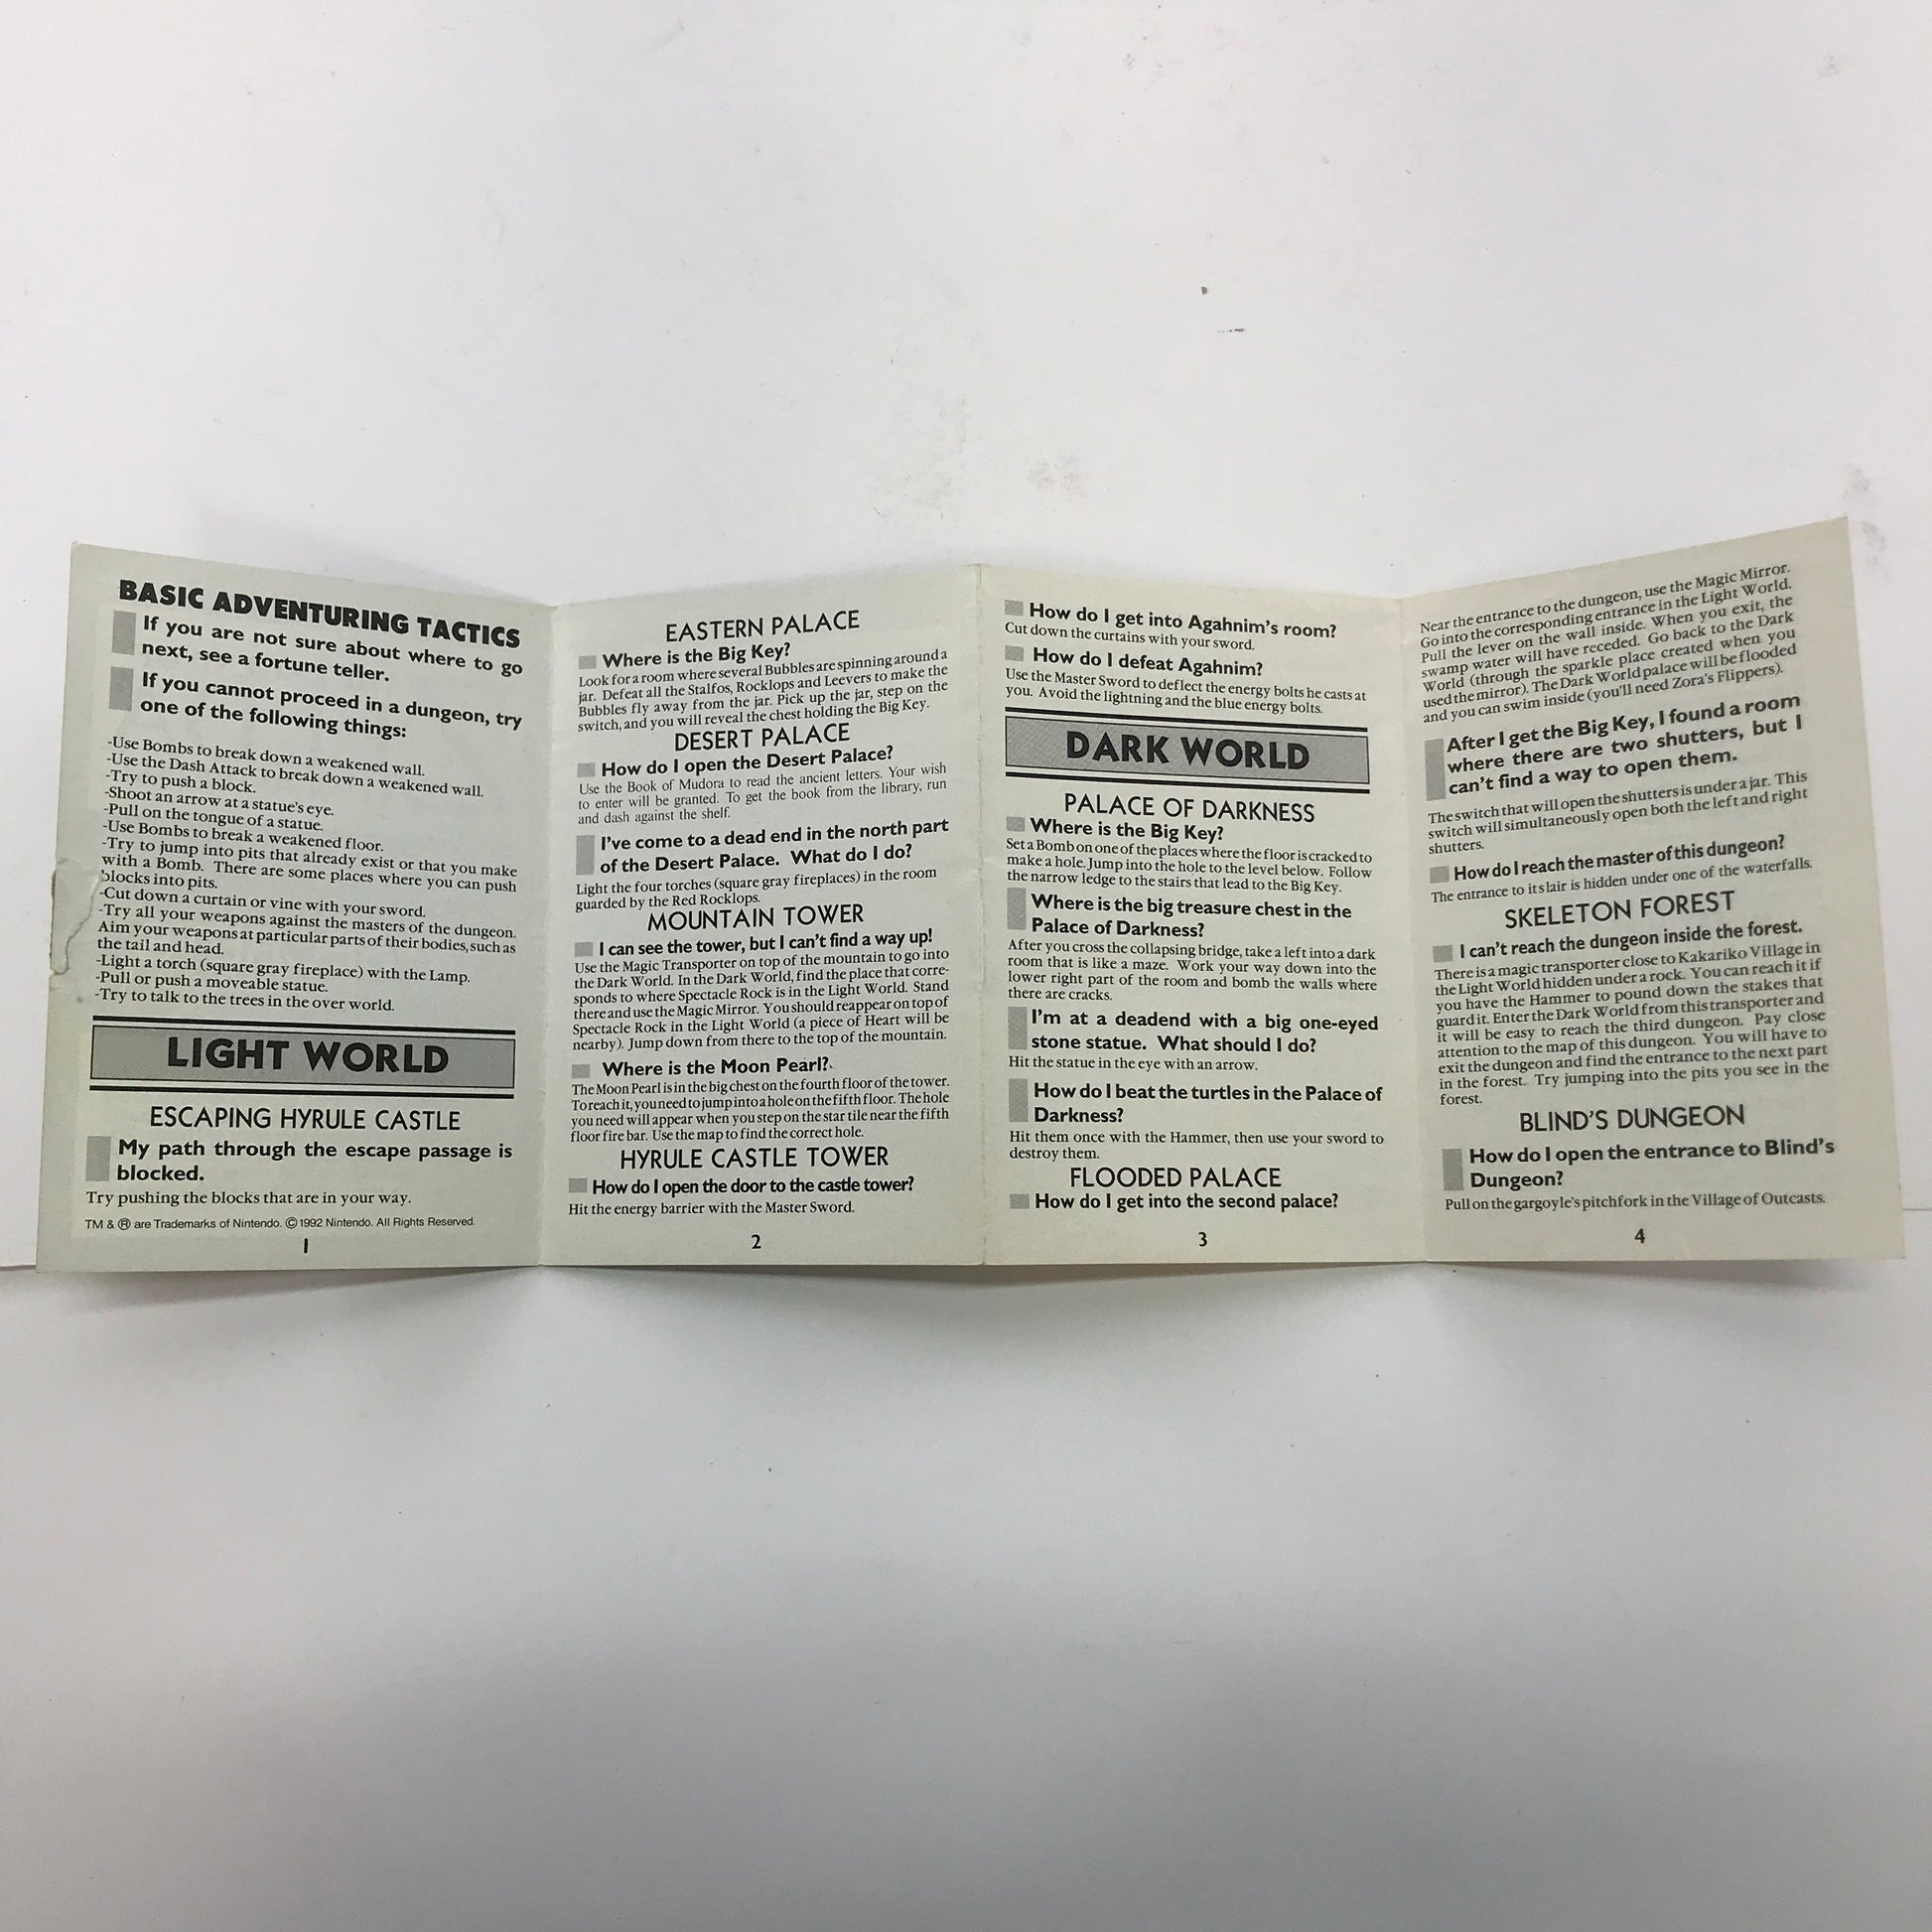 BASIC ADVENTURING TACTICS
If you are not sure about where to go
next, see a fortune teller.
If you cannot proceed in a dungeon, try
one of the following things:
-Use Bombs to break down a weakened wall.
-Use the Dash Attack to break down a weakened wall.
-Try to push a block.
-Shoot an arrow at a statue's eye.
-Pull on the tongue of a statue.
-Use Bombs to break a weakened floor.
-Try to jump into pits that already exist or that you make
with a Bomb. There are some places where you can push
blocks into pits.
-Cut down a curtain or vine with your sword.
-Try all your weapons against the masters of the dungeon.
Aim your weapons at particular parts of their bodies, such as
the tail and head.
-Light a torch (square gray fireplace) with the Lamp.
-Pull or push a moveable statue.
-Try to talk to the trees in the over world.
LIGHT WORLD
ESCAPING HYRULE CASTLE
My path through the escape passage is
blocked.
Try pushing the blocks that are in your way.
TM & ® are Trademarks of Nintendo. ©1992 Nintendo. All Rights Reserved.
1
EASTERN PALACE
Where is the Big Key?
Look for a room where several Bubbles are spinning around a
jar. Defeat all the Stalfos, Rocklops and Leevers to make the
Bubbles fly away from the jar. Pick up the jar, step on the
switch, and you will reveal the chest holding the Big Key.
DESERT PALACE
How do I open the Desert Palace?
Use the Book of Mudora to read the ancient letters. Your wish
to enter will be granted. To get the book from the library, run
and dash against the shelf.
I've come to a dead end in the north part
of the Desert Palace. What do I do?
Light the four torches (square gray fireplaces) in the room
guarded by the Red Rocklops.
MOUNTAIN TOWER
I can see the tower, but I can't find a way up!
Use the Magic Transporter on top of the mountain to go into
the Dark World. In the Dark World, find the place that corre-
sponds to where Spectacle Rock is in the Light World. Stand
there and use the Magic Mirror. You should reappear on top of
Spectacle Rock in the Light World (a piece of Heart will be
nearby). Jump down from there to the top of the mountain.
Where is the Moon Pearl?
The Moon Pearl is in the big chest on the fourth floor of the tower.
To reach it, you need to jump into a hole on the fifth floor. The hole
you need will appear when you step on the star tile near the fifth
floor fire bar. Use the map to find the correct hole.
HYRULE CASTLE TOWER
How do I open the door to the castle tower?
Hit the energy barrier with the Master Sword.
2
How do I get into Agahnim's room?
Cut down the curtains with your sword.
How do I defeat Agahnim?
Use the Master Sword to deflect the energy bolts he casts at
you. Avoid the lightning and the blue energy bolts.
DARK WORLD
PALACE OF DARKNESS
Where is the Big Key?
Set a Bomb on one of the places where the floor is cracked to
make a hole. Jump into the hole to the level below. Follow
the narrow ledge to the stairs that lead to the Big Key.
Where is the big treasure chest in the
Palace of Darkness?
After you cross the collapsing bridge, take a left into a dark
room that is like a maze. Work your way down into the
lower right part of the room and bomb the walls where
there are cracks.
I'm at a deadend with a big one-eyed
stone statue. What should I do?
Hit the statue in the eye with an arrow.
How do I beat the turtles in the Palace of
Darkness?
Hit them once with the Hammer, then use your sword to
destroy them.
FLOODED PALACE
How do I get into the second palace?
3
Near the entrance to the dungeon, use the Magic Mirror.
Go into the corresponding entrance in the Light World.
Pull the lever on the wall inside. When you exit, the
swamp water will have receded. Go back to the Dark
World (through the sparkle place created when you
used the mirror). The Dark World palace will be flooded
and you can swim inside (you'll need Zora's Flippers).
After I get the Big Key, I found a room
where there are two shutters, but I
can't find a way to open them.
The switch that will open the shutters is under a jar. This
switch will simultaneously open both the left and right
shutters.
How do I reach the master of this dungeon?
The entrance to its lair is hidden under one of the waterfalls.
SKELETON FOREST
I can't reach the dungeon inside the forest.
There is a magic transporter close to Kakariko Village in
the Light World hidden under a rock. You can reach it if
you have the Hammer to pound down the stakes that
guard it. Enter the Dark World from this transporter and
it will be easy to reach the third dungeon. Pay close
attention to the map of this dungeon. You will have to
exit the dungeon and find the entrance to the next part
in the forest. Try jumping into the pits you see in the
forest.
BLIND'S DUNGEON
How do I open the entrance to Blind's
Dungeon?
Pull on the gargoyle's pitchfork in the Village of Outcasts.
4